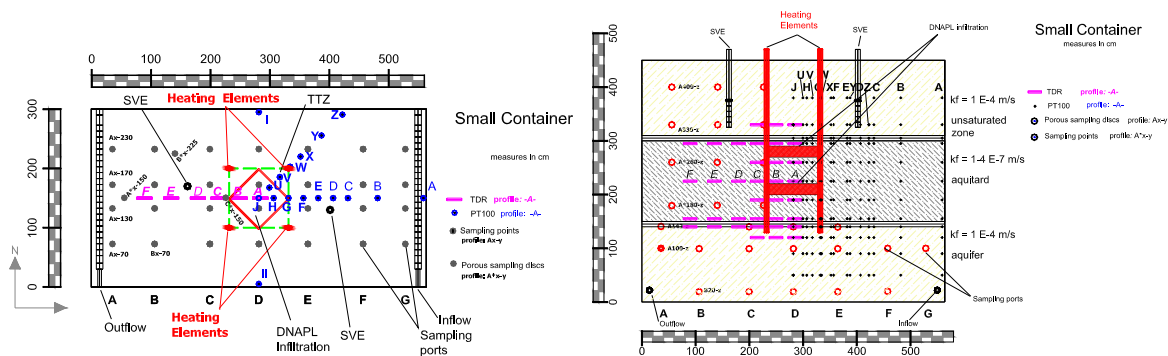 0 100 200 300 400 500
SVE
Heating Elements
TTZ
Small Container
measures in cm
300
200
100
0
Ax-230
Ax-170
Ax-130
Ax-70
Bx-70
B*x-225
A*x-150
C*x-150
F E D C B A
I
Z
Y
X
W
V
U
J H G F E D C B A
II
TDR profile: -A-
PT100 profile: -A-
Sampling points
profile: Ax-y
Porous sampling discs
profile: A*x-y
N
A B C D E F G
Outflow
Heating
Elements
DNAPL
Infiltration
SVE
Inflow
Sampling
ports
Heating
Elements
DNAPL infiltration
SVE
SVE
Small Container
measures in cm
500
400
300
200
100
0
U V W
J H G X F E Y D Z C B A
A*260-z
A*180-z
F E D C B A
kf = 1 E-4 m/s
unsaturated
zone
kf = 1-4 E-7 m/s
aquitard
kf = 1 E-4 m/s
aquifer
TDR profile: -A-
PT100 profile: -A-
Porous sampling discs profile: Ax-y
Sampling points profile: A*x-y
Sampling ports
Outflow
Inflow
A B C D E F G
0 100 200 300 400 500